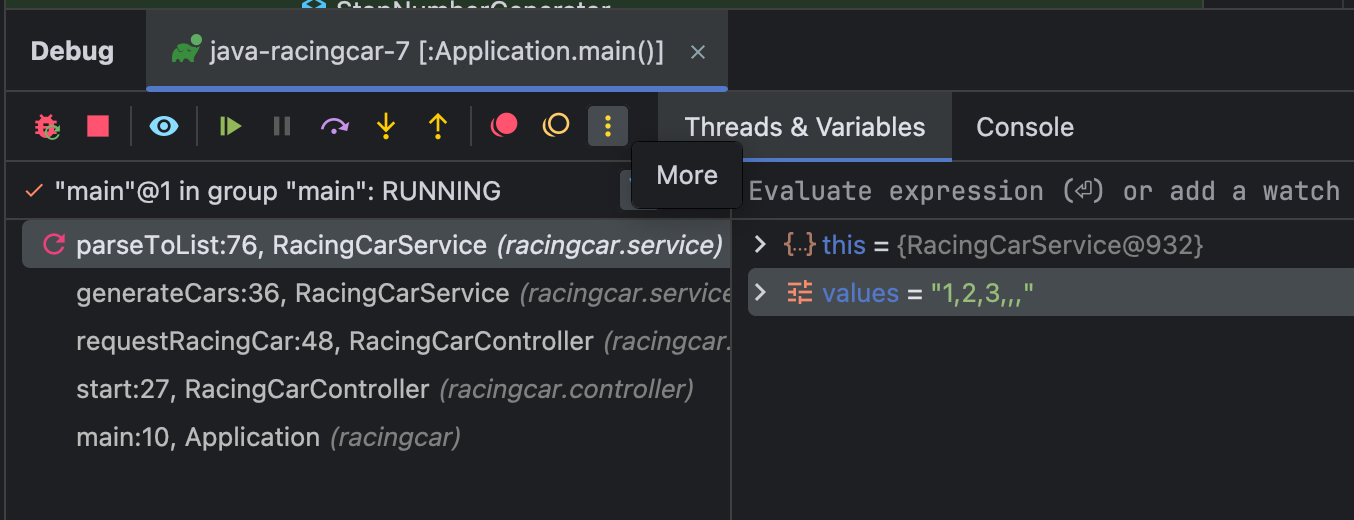 StepNumberGenerator
Debug
java-racingcar-7 [:Application.main()]
Threads & Variables
Console
More
"main"@1 in group "main": RUNNING
Evaluate expression (⏎) or add a watch
parseToList:76, RacingCarService (racingcar.service)
this = {RacingCarService@932}
generateCars:36, RacingCarService (racingcar.service
values = "1,2,3,,,"
requestRacingCar:48, RacingCarController (racingcar.
start:27, RacingCarController (racingcar.controller)
main:10, Application (racingcar)